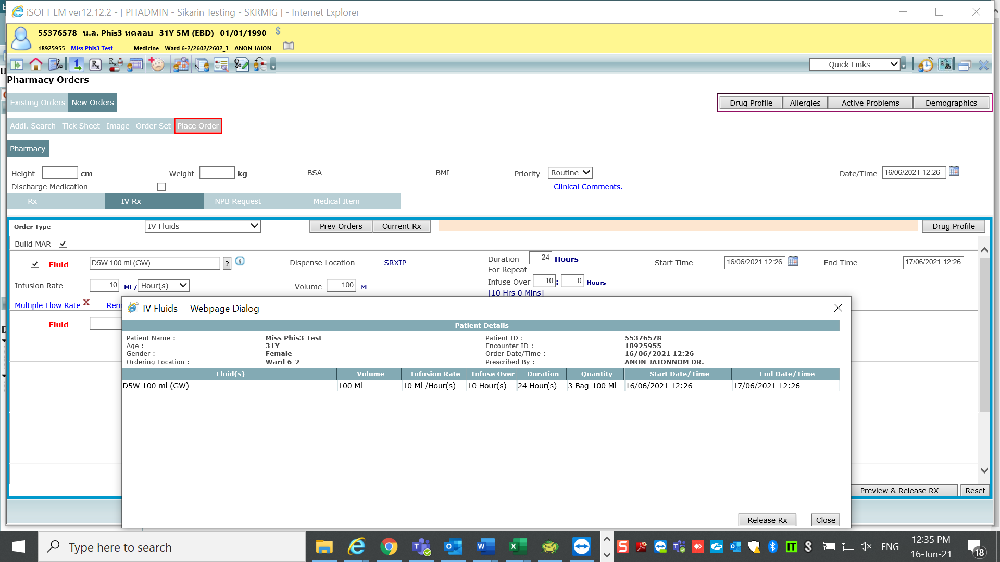 iSOFT EM ver12.12.2 - [ PHADMIN - Sikarin Testing - SKRMIG ] - Internet Explorer
55376578 น.ส. Phis3 ทดสอบ 31Y 5M (EBD) 01/01/1990 $
18925955 Miss Phis3 Test Medicine Ward 6-2/2602/2602_3 ANON JAION
-----Quick Links-----
Pharmacy Orders
Existing Orders New Orders Drug Profile Allergies Active Problems Demographics
Addl. Search Tick Sheet Image Order Set Place Order
Pharmacy
Height cm Weight kg BSA BMI Priority Routine Date/Time 16/06/2021 12:26
Discharge Medication Clinical Comments.
Rx IV Rx NPB Request Medical Item
Order Type IV Fluids Prev Orders Current Rx Drug Profile
Build MAR
Fluid D5W 100 ml (GW) ? Dispense Location SRXIP Duration 24 Hours Start Time 16/06/2021 12:26 End Time 17/06/2021 12:26
For Repeat
Infusion Rate 10 Ml / Hour(s) Volume 100 Ml Infuse Over 10 : 0 Hours
[10 Hrs 0 Mins]
Multiple Flow Rate X Rem
Fluid
IV Fluids -- Webpage Dialog
Patient Details
Patient Name : Miss Phis3 Test Patient ID : 55376578
Age : 31Y Encounter ID : 18925955
Gender : Female Order Date/Time : 16/06/2021 12:26
Ordering Location : Ward 6-2 Prescribed By : ANON JAIONNOM DR.
Fluid(s) Volume Infusion Rate Infuse Over Duration Quantity Start Date/Time End Date/Time
D5W 100 ml (GW) 100 Ml 10 Ml /Hour(s) 10 Hour(s) 24 Hour(s) 3 Bag-100 Ml 16/06/2021 12:26 17/06/2021 12:26
Preview & Release RX Reset
Release Rx Close
Type here to search
ENG
12:35 PM
16-Jun-21
18